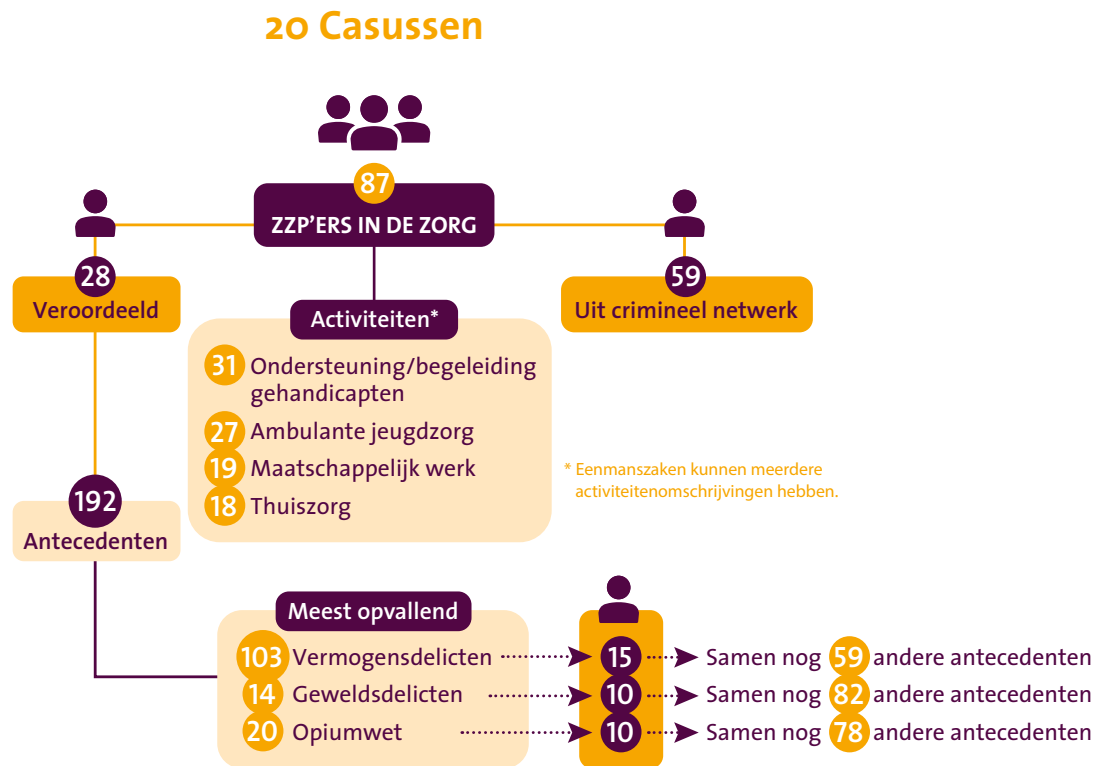 20 Casussen
87
ZZP'ERS IN DE ZORG
28
Veroordeeld
59
Uit crimineel netwerk
Activiteiten*
31 Ondersteuning/begeleiding
gehandicapten
27 Ambulante jeugdzorg
19 Maatschappelijk werk
18 Thuiszorg
* Eenmanszaken kunnen meerdere
activiteitenomschrijvingen hebben.
192
Antecedenten
Meest opvallend
103 Vermogensdelicten 15 Samen nog 59 andere antecedenten
14 Geweldsdelicten 10 Samen nog 82 andere antecedenten
20 Opiumwet 10 Samen nog 78 andere antecedenten